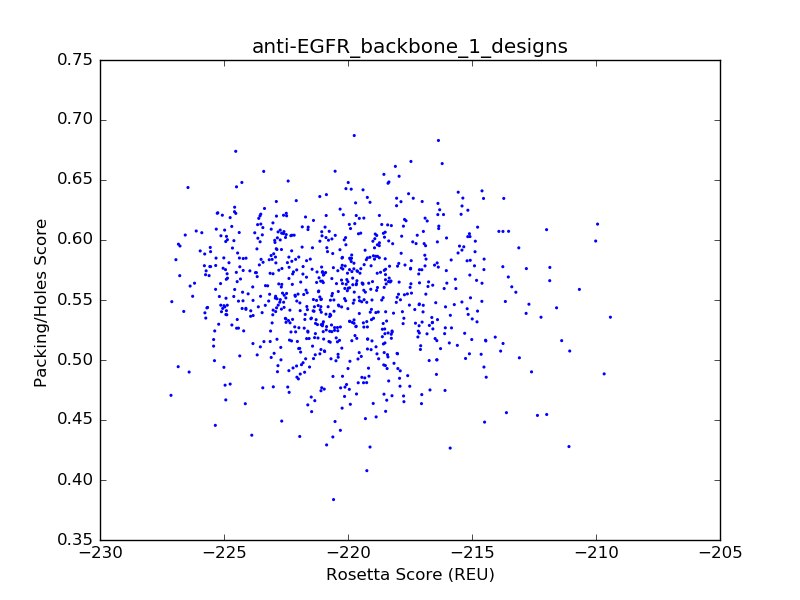 anti-EGFR_backbone_1_designs
0.75
0.70
0.65
0.60
0.55
0.50
0.45
0.40
0.35
Packing/Holes Score
−230 −225 −220 −215 −210 −205
Rosetta Score (REU)